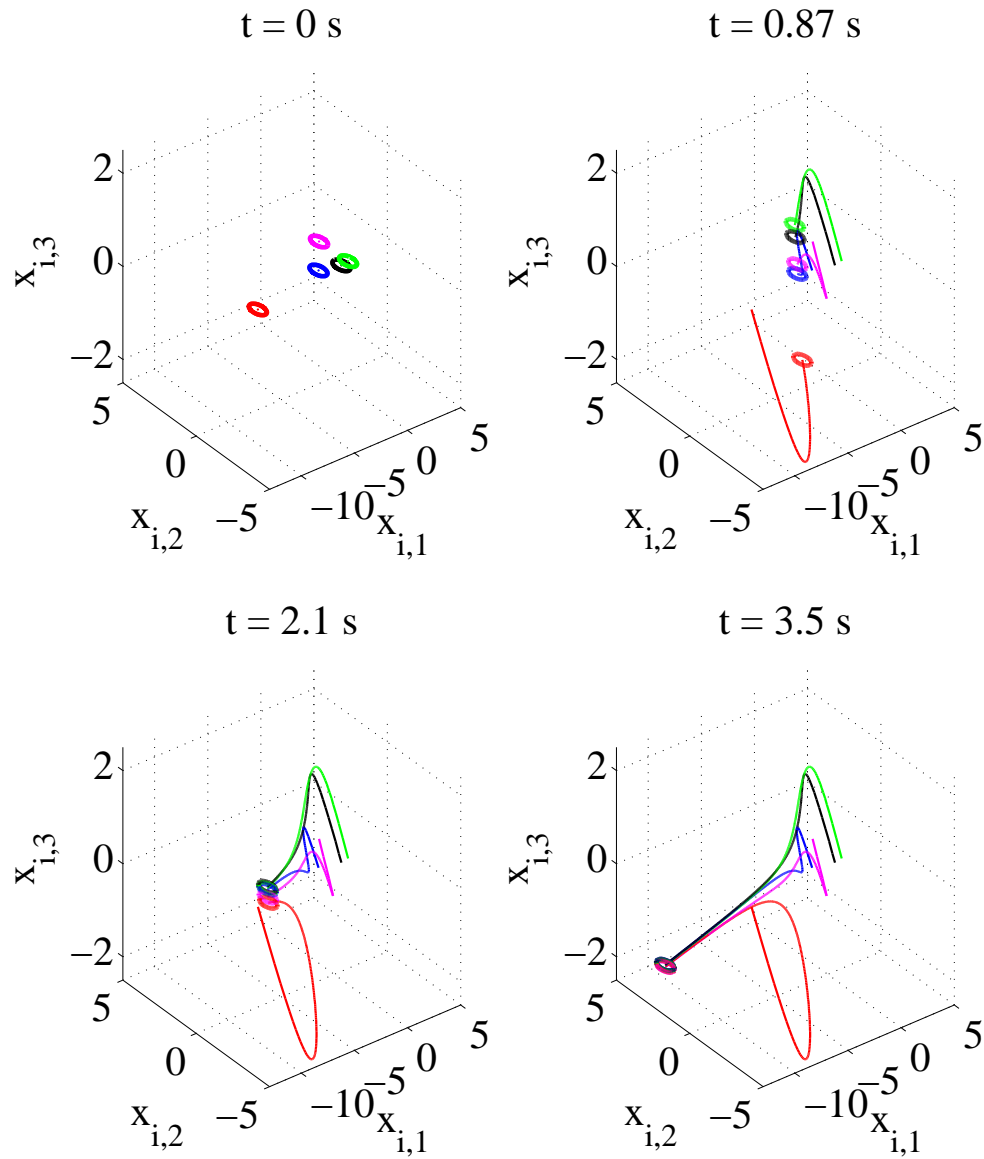 t = 0 s
2
0
−2
x_{i,3}
5
0
−5
x_{i,2}
−10
−5
0
5
x_{i,1}
t = 0.87 s
2
0
−2
x_{i,3}
5
0
−5
x_{i,2}
−10
−5
0
5
x_{i,1}
t = 2.1 s
2
0
−2
x_{i,3}
5
0
−5
x_{i,2}
−10
−5
0
5
x_{i,1}
t = 3.5 s
2
0
−2
x_{i,3}
5
0
−5
x_{i,2}
−10
−5
0
5
x_{i,1}